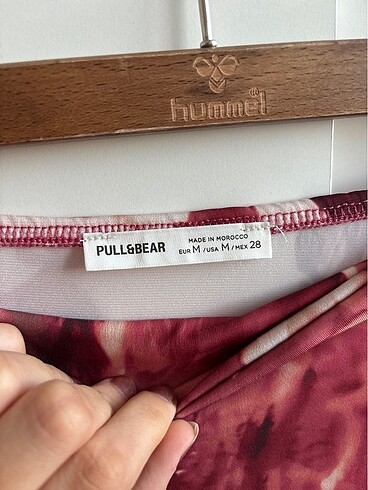 hummel
PULL&BEAR
MADE IN MOROCCO
EUR M / USA M / MEX 28